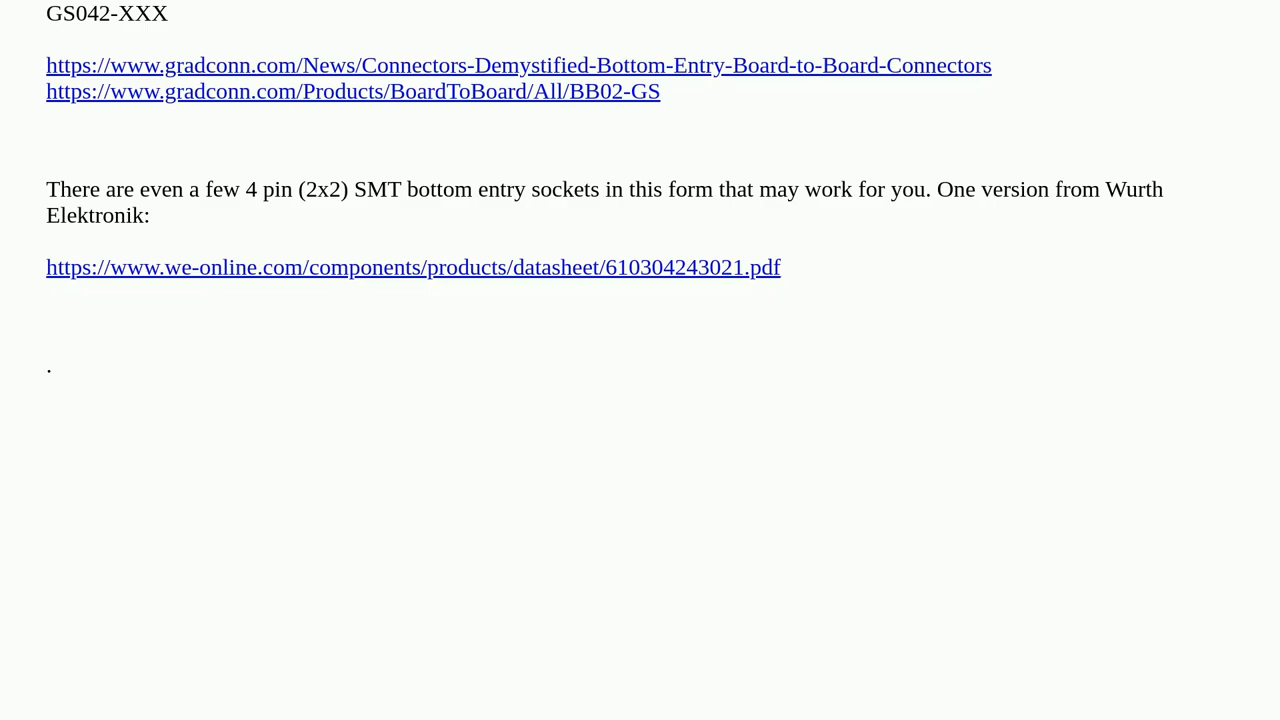 GS042-XXX
https://www.gradconn.com/News/Connectors-Demystified-Bottom-Entry-Board-to-Board-Connectors
https://www.gradconn.com/Products/BoardToBoard/All/BB02-GS
There are even a few 4 pin (2x2) SMT bottom entry sockets in this form that may work for you. One version from Wurth
Elektronik:
https://www.we-online.com/components/products/datasheet/610304243021.pdf
.